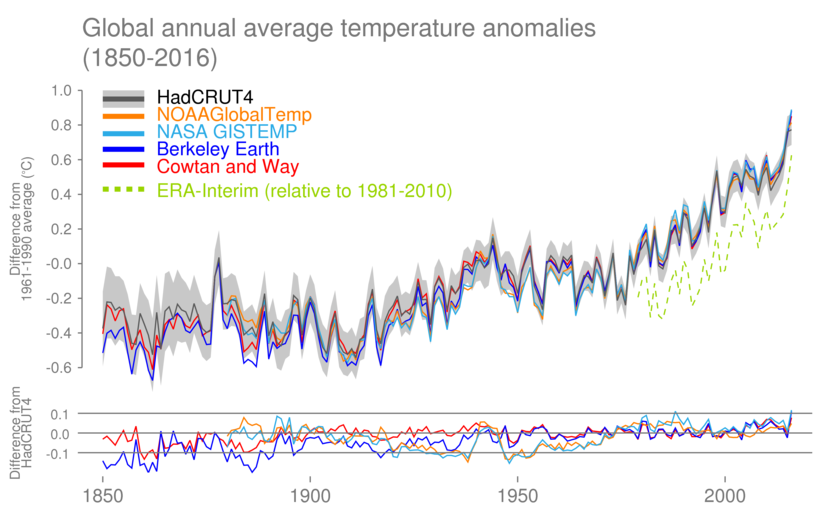 Global annual average temperature anomalies
(1850-2016)
Difference from
1961-1990 average (°C)
1.0
0.8
0.6
0.4
0.2
-0.0
-0.2
-0.4
-0.6
HadCRUT4
NOAAGlobalTemp
NASA GISTEMP
Berkeley Earth
Cowtan and Way
ERA-Interim (relative to 1981-2010)
Difference from
HadCRUT4
0.1
0.0
-0.1
1850
1900
1950
2000